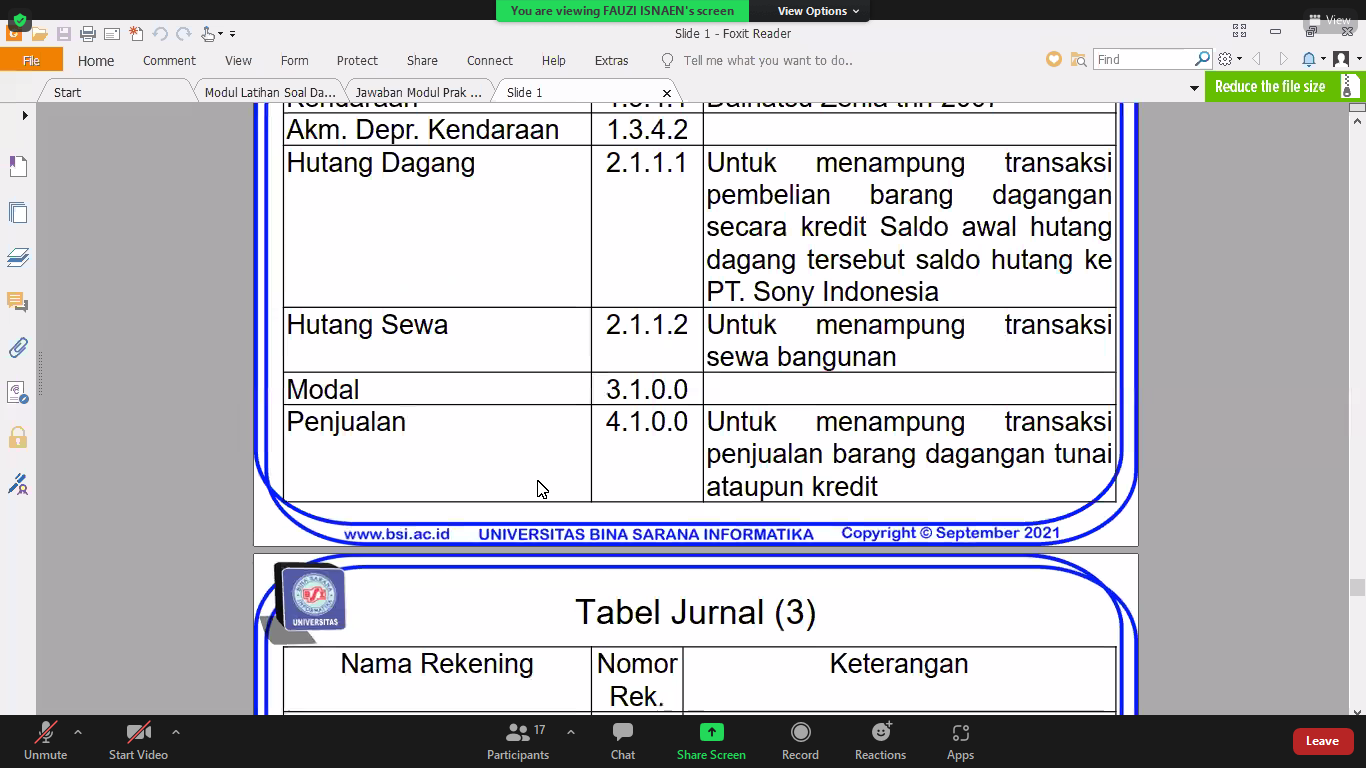 You are viewing FAUZI ISNAEN's screen
View Options
View
Slide 1 - Foxit Reader
File
Home
Comment
View
Form
Protect
Share
Connect
Help
Extras
Tell me what you want to do..
Find
Start
Modul Latihan Soal Da...
Jawaban Modul Prak ...
Slide 1
Reduce the file size
Akm. Depr. Kendaraan 1.3.4.2
Hutang Dagang 2.1.1.1 Untuk menampung transaksi
pembelian barang dagangan
secara kredit Saldo awal hutang
dagang tersebut saldo hutang ke
PT. Sony Indonesia
Hutang Sewa 2.1.1.2 Untuk menampung transaksi
sewa bangunan
Modal 3.1.0.0
Penjualan 4.1.0.0 Untuk menampung transaksi
penjualan barang dagangan tunai
ataupun kredit
www.bsi.ac.id UNIVERSITAS BINA SARANA INFORMATIKA Copyright © September 2021
UNIVERSITAS
Tabel Jurnal (3)
Nama Rekening Nomor Keterangan
Rek.
Unmute
Start Video
17
Participants
Chat
Share Screen
Record
Reactions
Apps
Leave